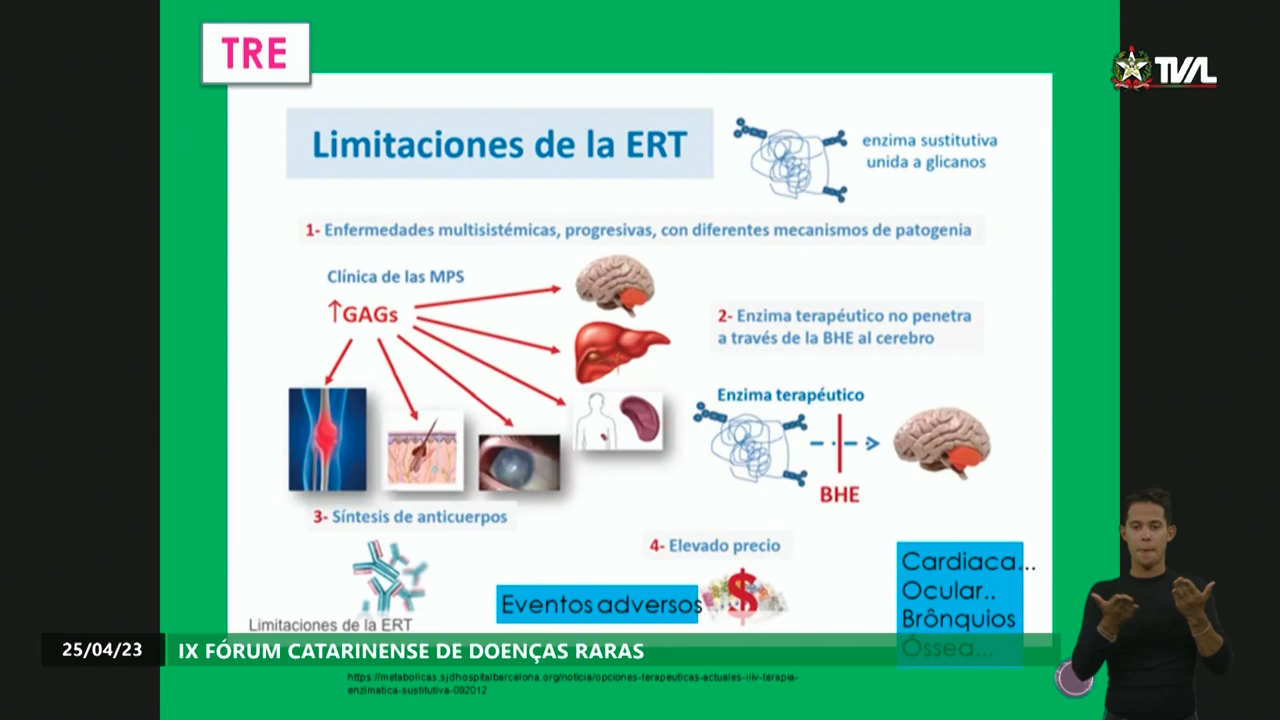 TRE
TVAL
Limitaciones de la ERT
enzima sustitutiva
unida a glicanos
1- Enfermedades multisistémicas, progresivas, con diferentes mecanismos de patogenia
Clínica de las MPS
↑GAGs
2- Enzima terapéutico no penetra
a través de la BHE al cerebro
Enzima terapéutico
BHE
3- Síntesis de anticuerpos
4- Elevado precio
$
Eventos adversos
Cardiaca...
Ocular..
Brônquios
Óssea...
Limitaciones de la ERT
25/04/23
IX FÓRUM CATARINENSE DE DOENÇAS RARAS
https://metabolicas.sjdhospitalbarcelona.org/noticia/opciones-terapeuticas-actuales-iiiv-terapia-
enzimatica-sustitutiva-092012